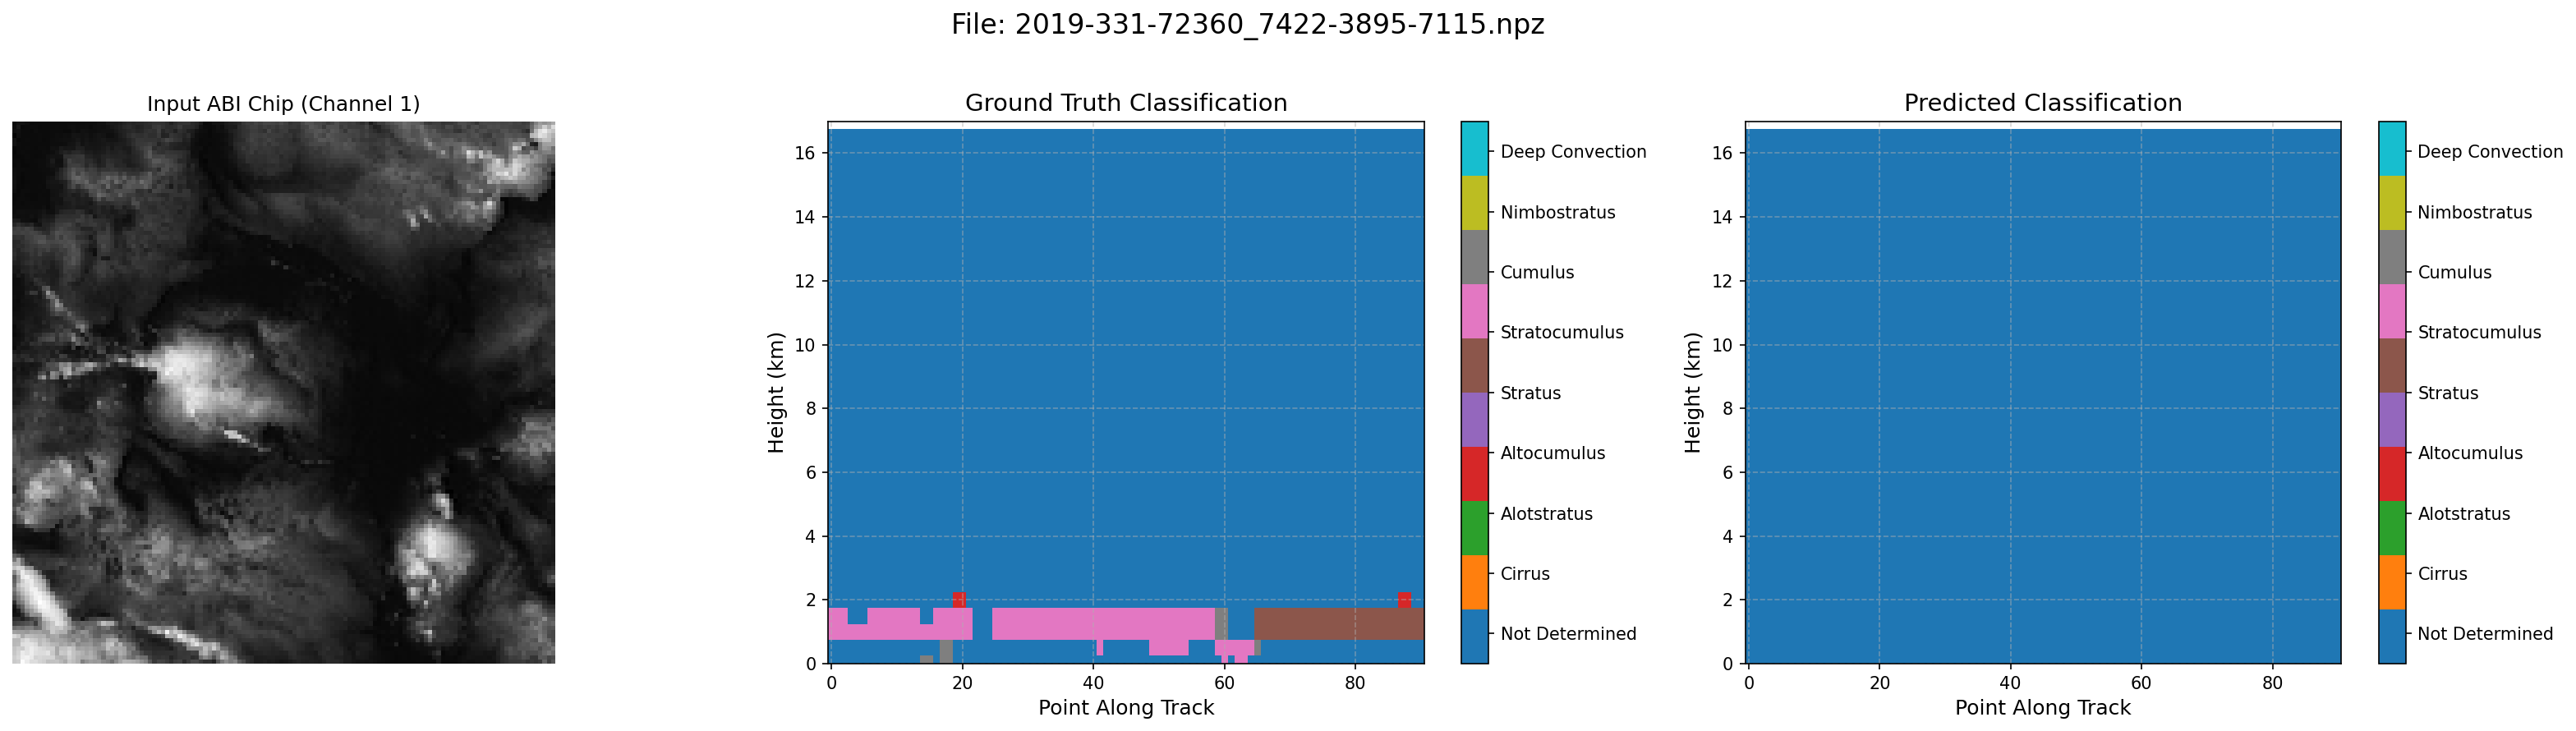 File: 2019-331-72360_7422-3895-7115.npz
Input ABI Chip (Channel 1)
Ground Truth Classification
Height (km)
16
14
12
10
8
6
4
2
0
0 20 40 60 80
Point Along Track
Deep Convection
Nimbostratus
Cumulus
Stratocumulus
Stratus
Altocumulus
Alotstratus
Cirrus
Not Determined
Predicted Classification
Height (km)
16
14
12
10
8
6
4
2
0
0 20 40 60 80
Point Along Track
Deep Convection
Nimbostratus
Cumulus
Stratocumulus
Stratus
Altocumulus
Alotstratus
Cirrus
Not Determined